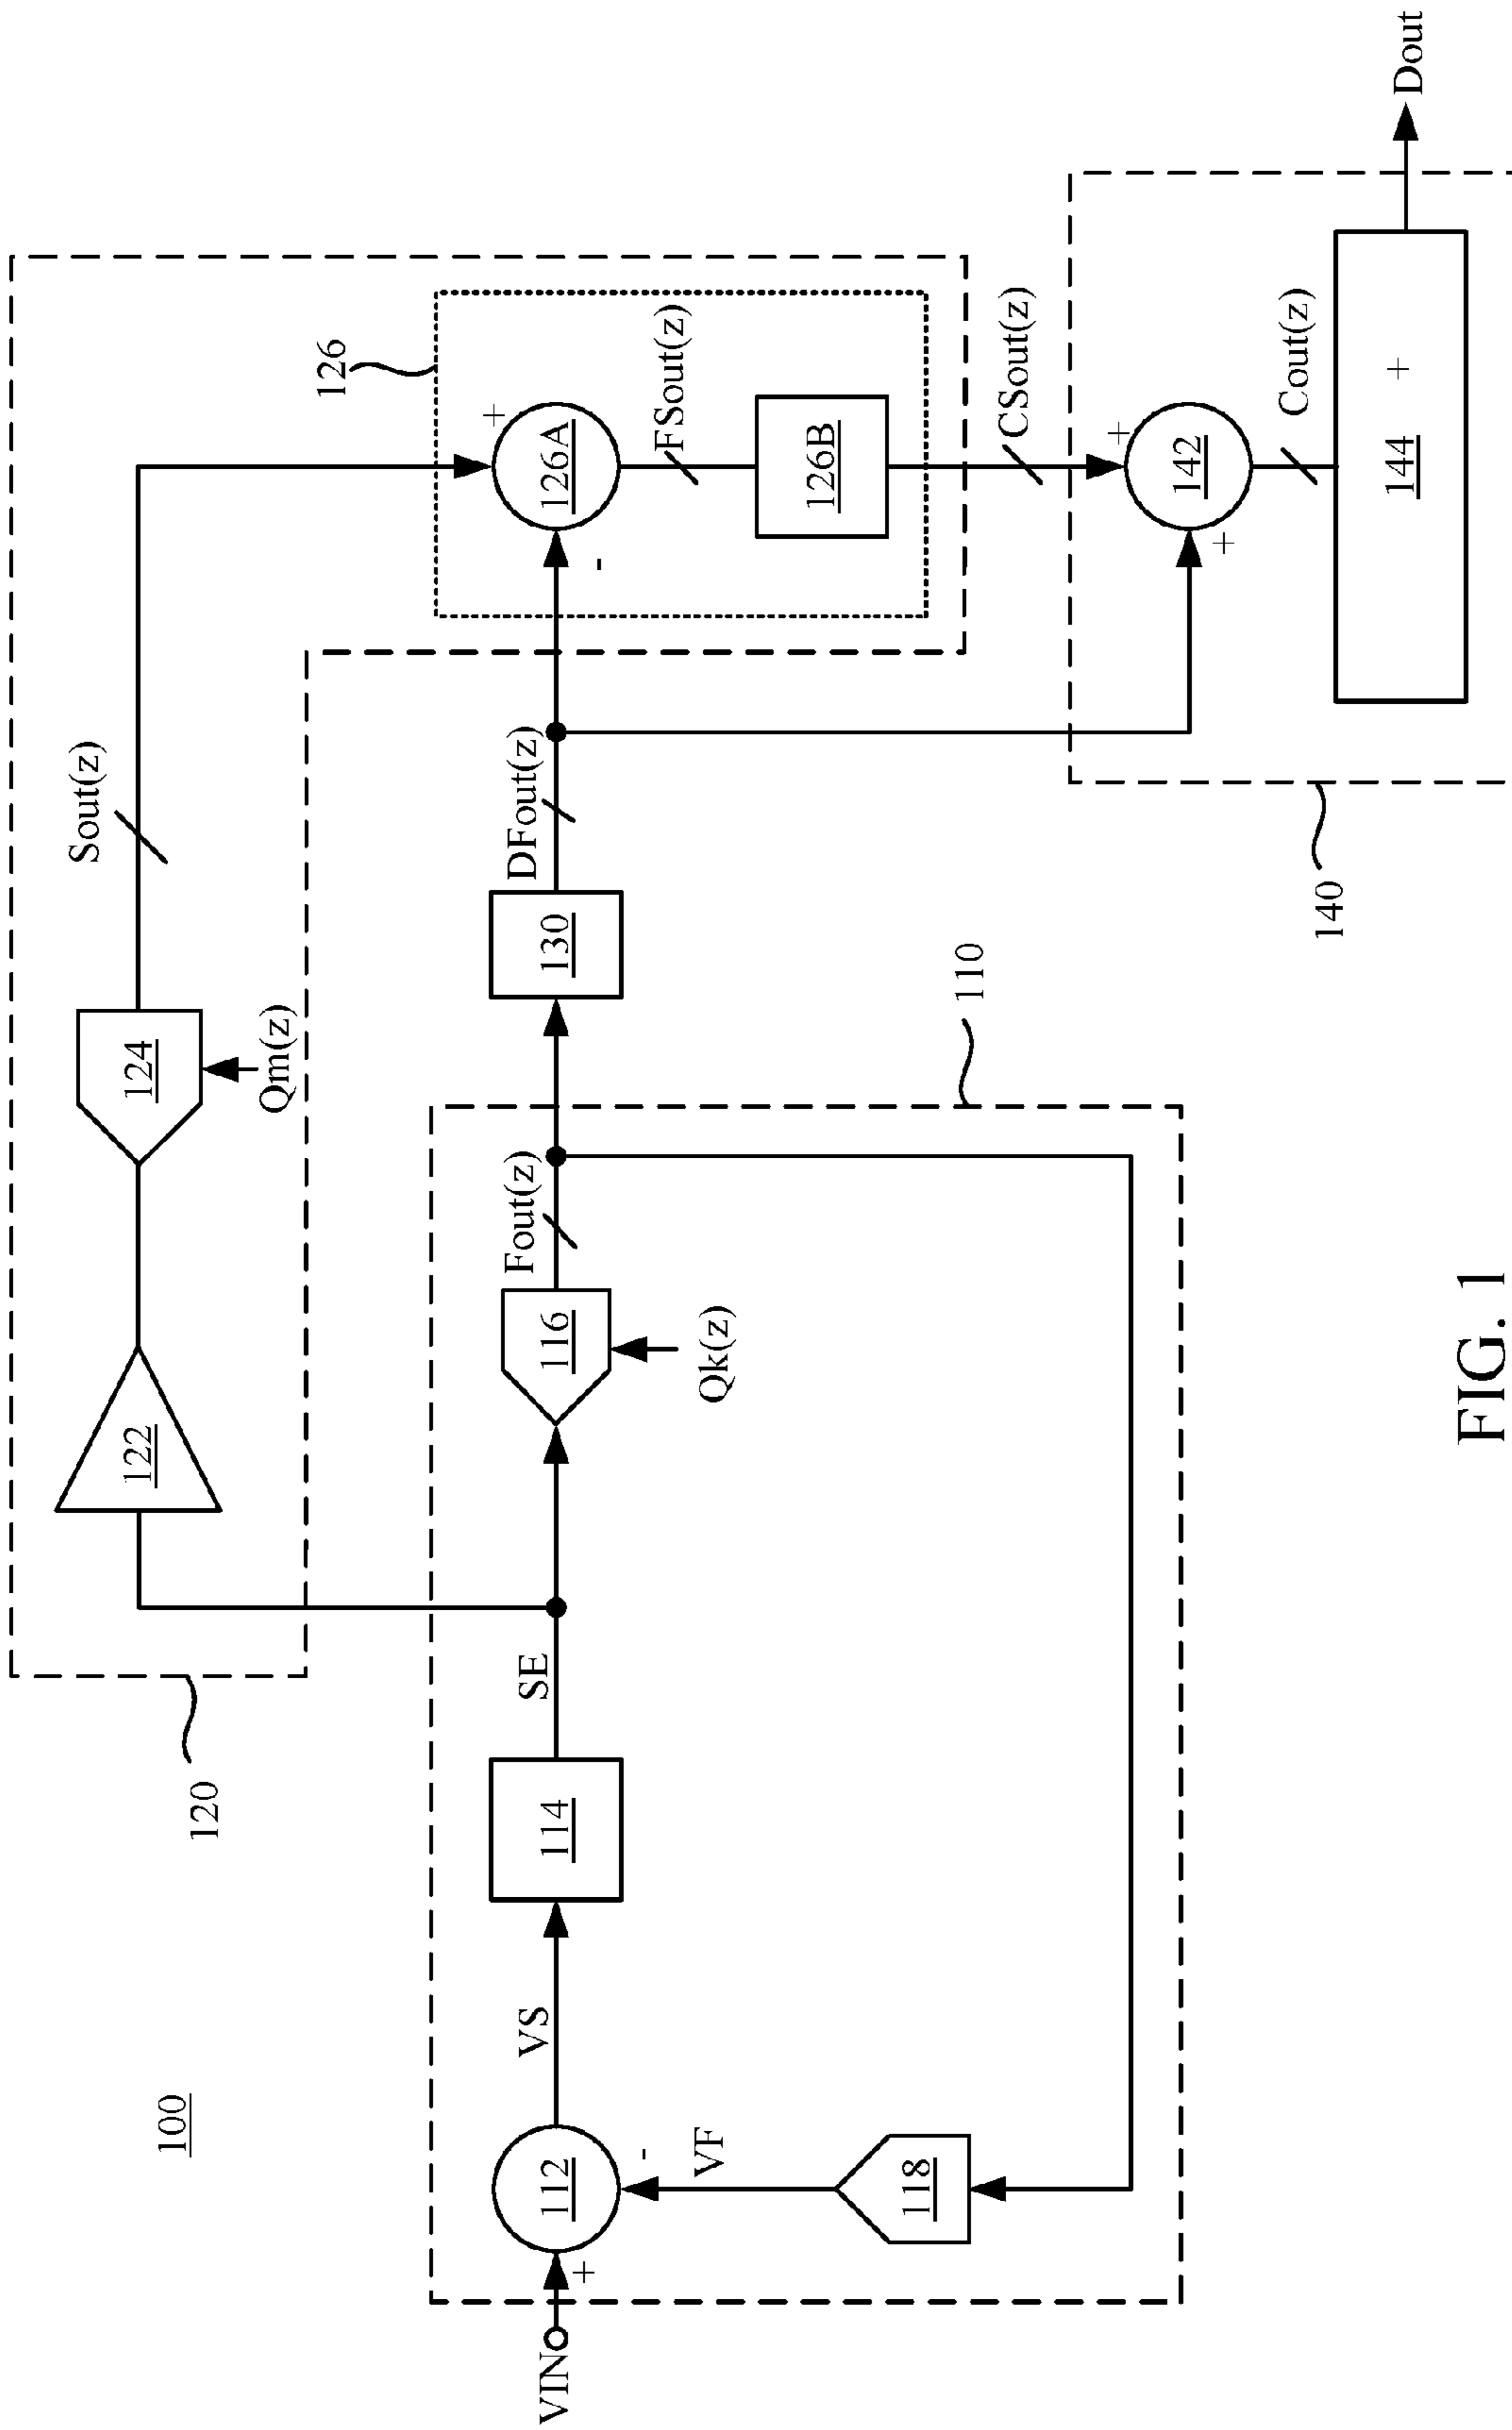 100
120
122
124
Qm(z)
Sout(z)
126
126A
+
-
FSout(z)
126B
CSout(z)
VIN
+
112
-
VS
114
SE
116
Qk(z)
Fout(z)
130
DFout(z)
VF
118
110
140
+
+
142
Cout(z)
144
+
Dout
FIG. 1